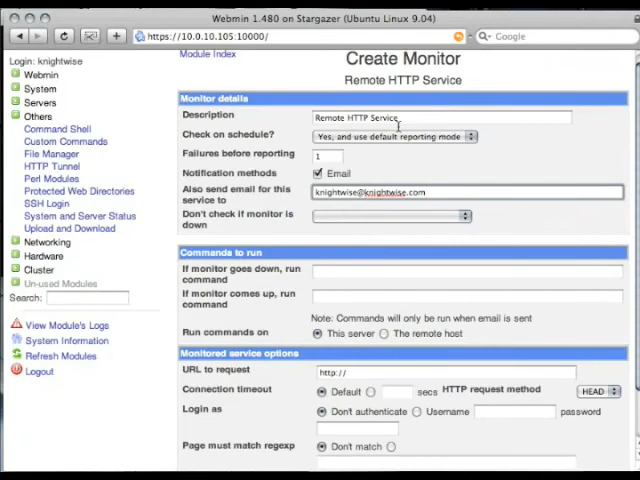 Webmin 1.480 on Stargazer (Ubuntu Linux 9.04)
https://10.0.10.105:10000/
Google
Login: knightwise
Webmin
System
Servers
Others
Command Shell
Custom Commands
File Manager
HTTP Tunnel
Perl Modules
Protected Web Directories
SSH Login
System and Server Status
Upload and Download
Networking
Hardware
Cluster
Un-used Modules
Search:
View Module's Logs
System Information
Refresh Modules
Logout
Module Index
Create Monitor
Remote HTTP Service
Monitor details
Description Remote HTTP Service
Check on schedule? Yes, and use default reporting mode
Failures before reporting 1
Notification methods Email
Also send email for this service to knightwise@knightwise.com
Don't check if monitor is down
Commands to run
If monitor goes down, run command
If monitor comes up, run command
Note: Commands will only be run when email is sent
Run commands on This server The remote host
Monitored service options
URL to request http://
Connection timeout Default secs HTTP request method HEAD
Login as Don't authenticate Username password
Page must match regexp Don't match